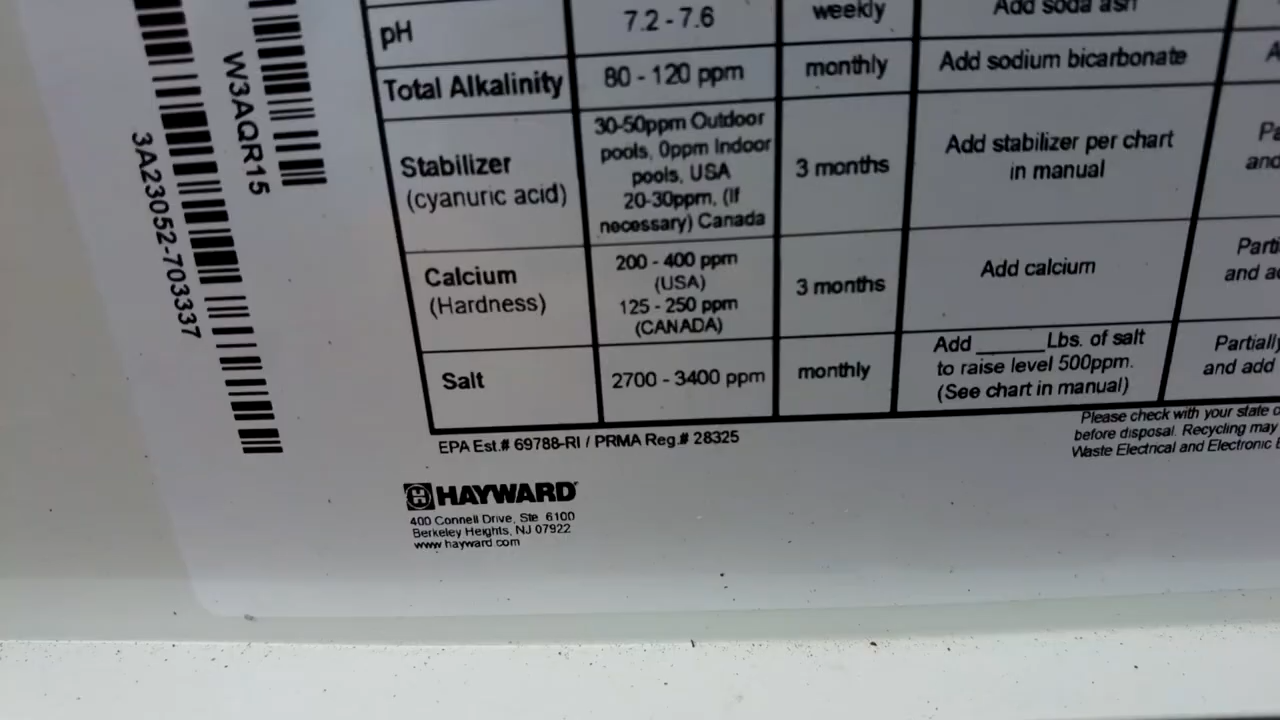 W3AQR15
3A23052-703337
pH
7.2 - 7.6
weekly
Add soda ash
Total Alkalinity
80 - 120 ppm
monthly
Add sodium bicarbonate
Stabilizer
(cyanuric acid)
30-50ppm Outdoor
pools, 0ppm Indoor
pools, USA
20-30ppm, (If
necessary) Canada
3 months
Add stabilizer per chart
in manual
and
Calcium
(Hardness)
200 - 400 ppm
(USA)
125 - 250 ppm
(CANADA)
3 months
Add calcium
Parti
and ad
Salt
2700 - 3400 ppm
monthly
Add ______ Lbs. of salt
to raise level 500ppm.
(See chart in manual)
Partially
and add
EPA Est.# 69788-RI / PRMA Reg.# 28325
Please check with your state o
before disposal. Recycling may
Waste Electrical and Electronic E
HAYWARD
400 Connell Drive, Ste 6100
Berkeley Heights, NJ 07922
www.hayward.com